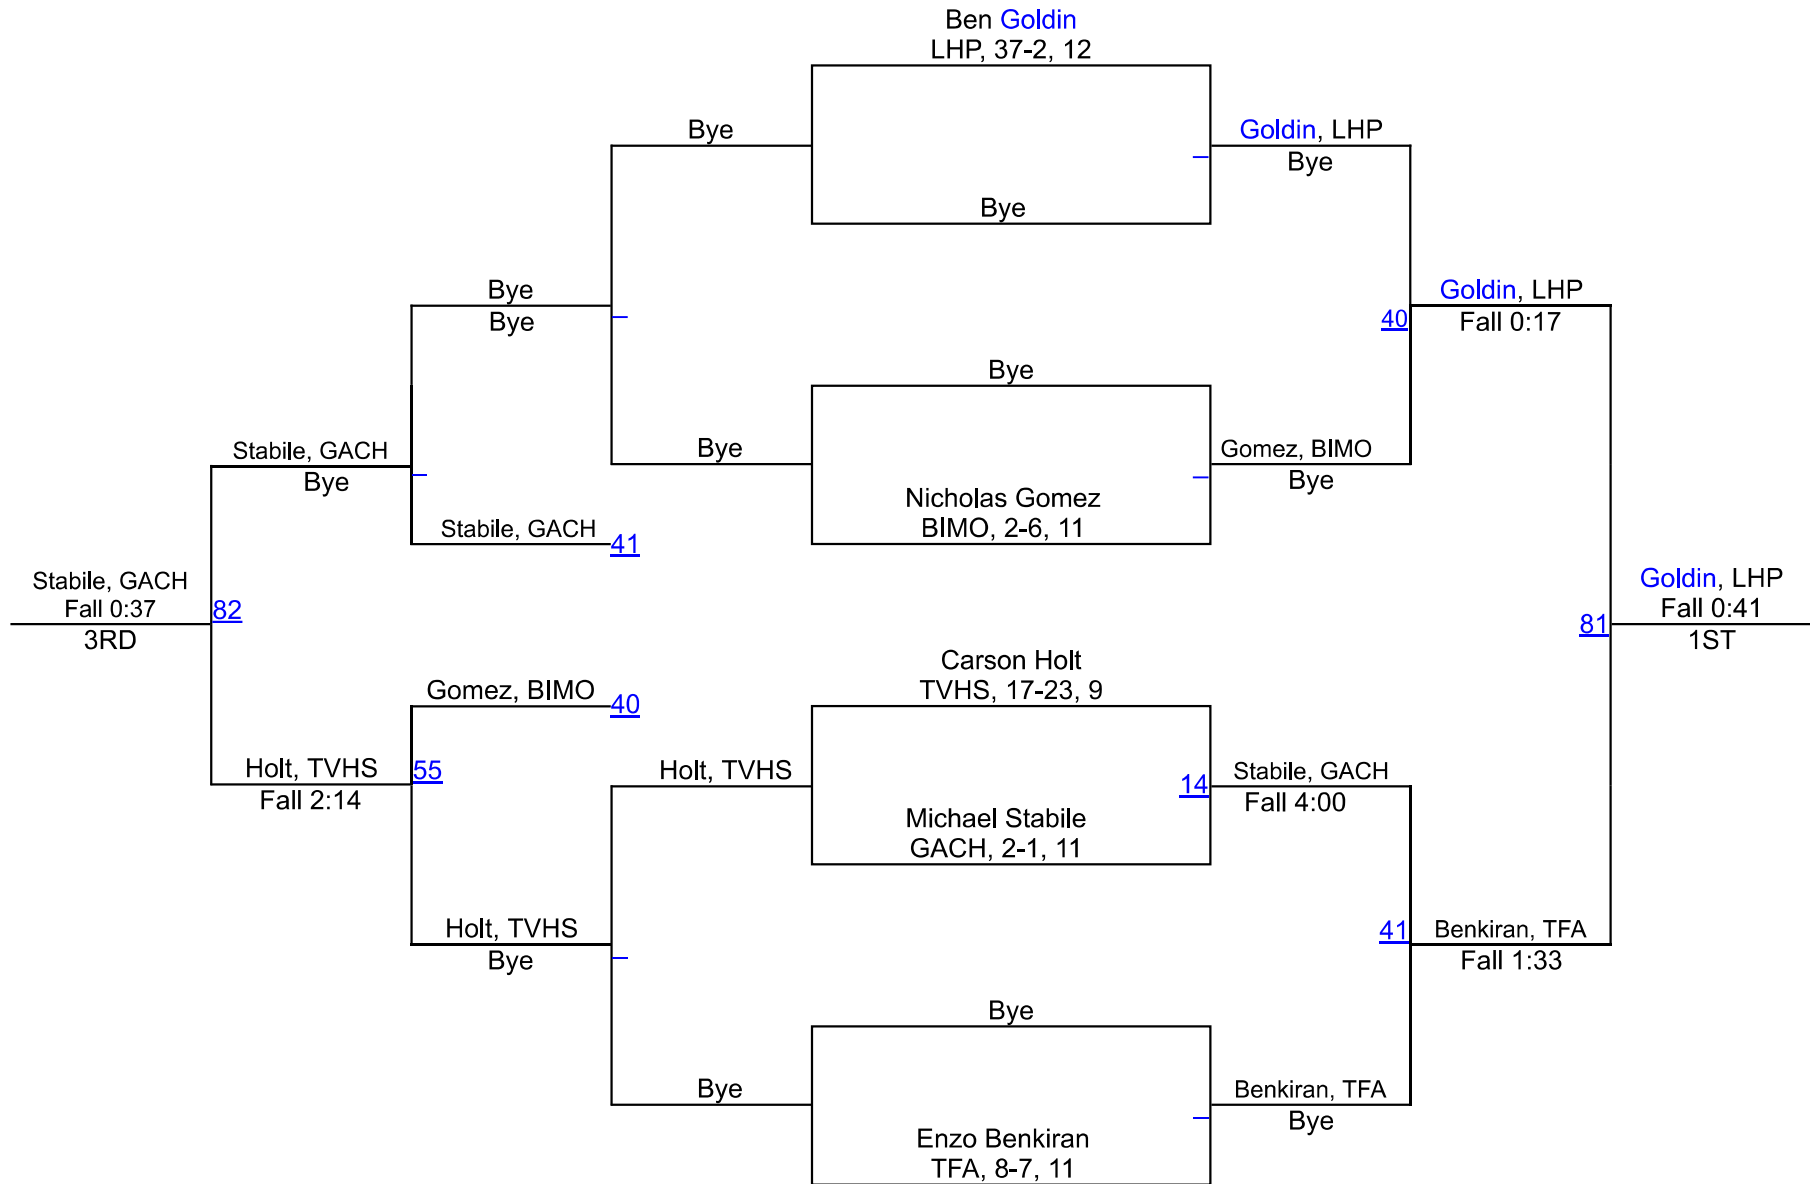 Ben Goldin
LHP, 37-2, 12
Bye
Goldin, LHP
Bye
Bye
Bye
Bye
Goldin, LHP
40
Fall 0:17
Bye
Bye
Gomez, BIMO
Bye
Stabile, GACH
Bye
Nicholas Gomez
BIMO, 2-6, 11
Stabile, GACH
41
Stabile, GACH
Fall 0:37
82
3RD
Goldin, LHP
Fall 0:41
81
1ST
Carson Holt
TVHS, 17-23, 9
Gomez, BIMO
40
Holt, TVHS
55
Fall 2:14
Holt, TVHS
14
Stabile, GACH
Fall 4:00
Michael Stabile
GACH, 2-1, 11
Holt, TVHS
Bye
41
Benkiran, TFA
Fall 1:33
Bye
Bye
Benkiran, TFA
Bye
Enzo Benkiran
TFA, 8-7, 11